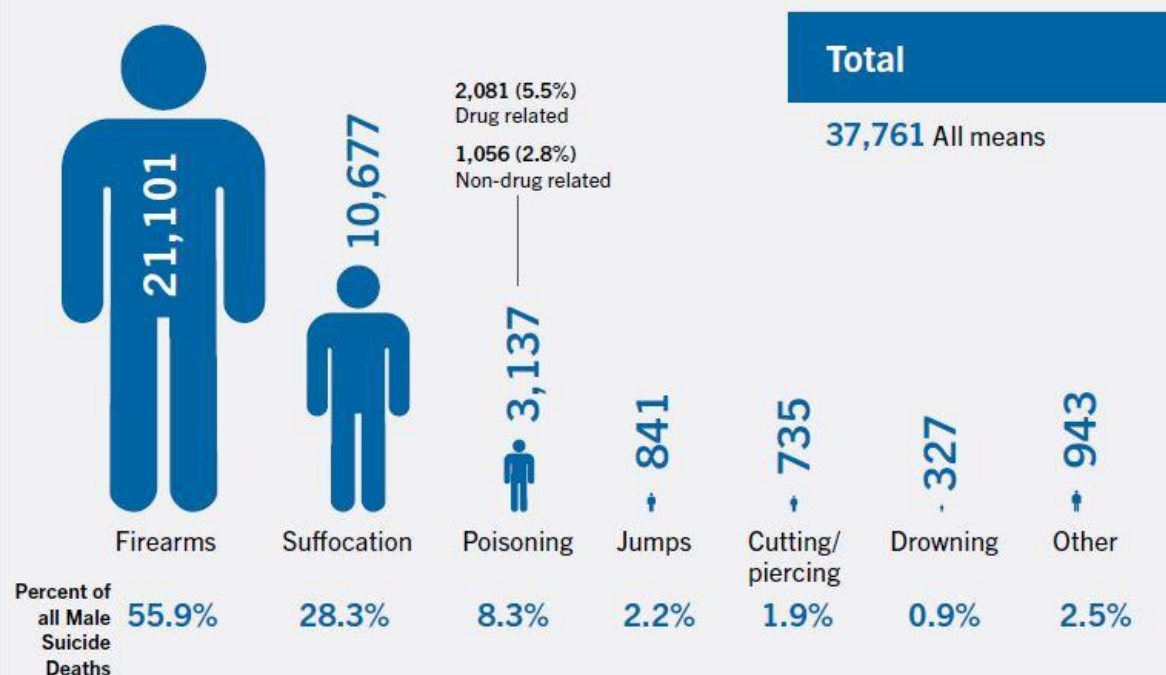 Total
37,761 All means
2,081 (5.5%)
Drug related
1,056 (2.8%)
Non-drug related
21,101
10,677
3,137
841
735
327
943
Firearms
Suffocation
Poisoning
Jumps
Cutting/
piercing
Drowning
Other
Percent of
all Male
Suicide
Deaths
55.9%
28.3%
8.3%
2.2%
1.9%
0.9%
2.5%